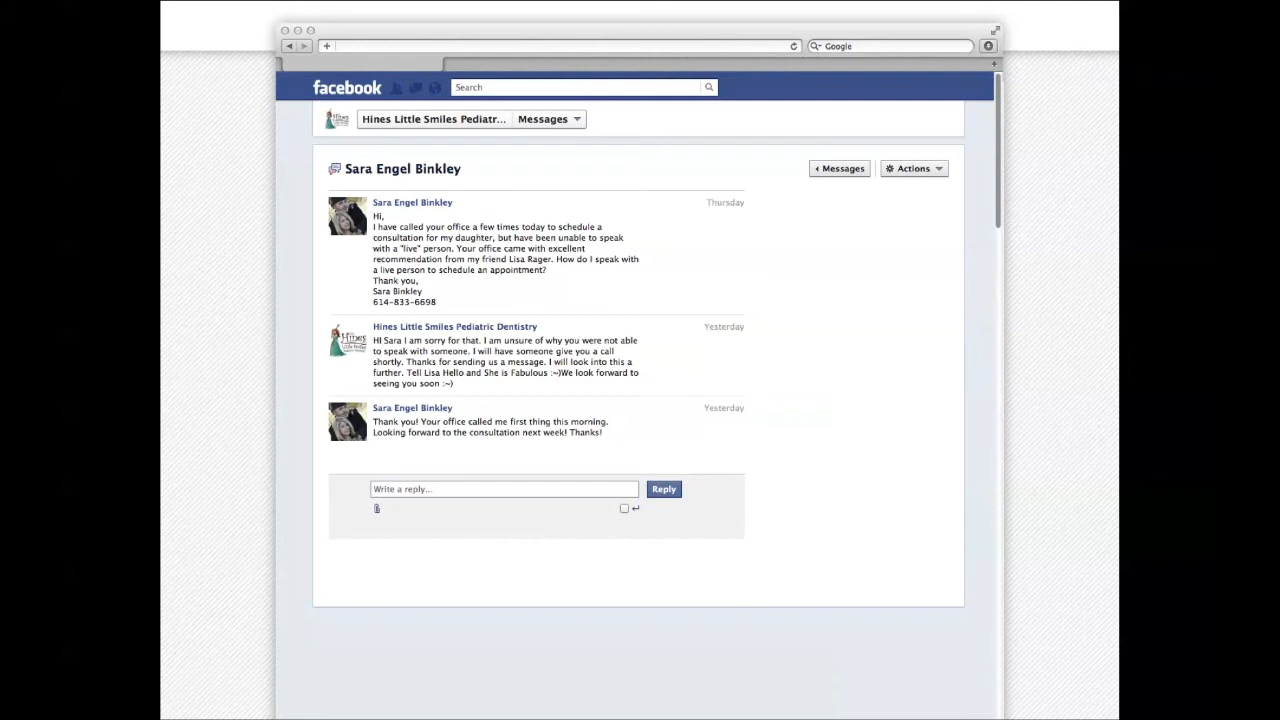 Google
facebook
Search
Hines Little Smiles Pediatr... Messages
Sara Engel Binkley
Messages
Actions
Sara Engel Binkley
Thursday
Hi,
I have called your office a few times today to schedule a
consultation for my daughter, but have been unable to speak
with a "live" person. Your office came with excellent
recommendation from my friend Lisa Rager. How do I speak with
a live person to schedule an appointment?
Thank you,
Sara Binkley
614-833-6698
Hines Little Smiles Pediatric Dentistry
Yesterday
Hines
HI Sara I am sorry for that. I am unsure of why you were not able
to speak with someone. I will have someone give you a call
shortly. Thanks for sending us a message. I will look into this a
further. Tell Lisa Hello and She is Fabulous :~)We look forward to
seeing you soon :~)
Sara Engel Binkley
Yesterday
Thank you! Your office called me first thing this morning.
Looking forward to the consultation next week! Thanks!
Write a reply...
Reply